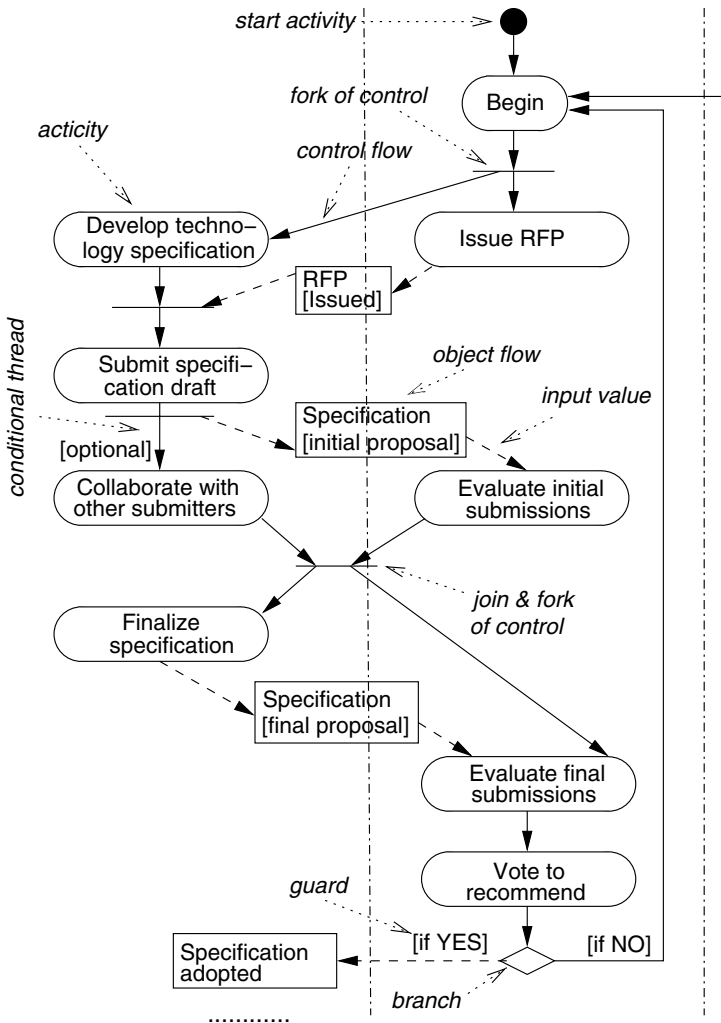 start activity
fork of control
Begin
acticity
control flow
Develop techno–
logy specification
Issue RFP
RFP
[Issued]
conditional thread
Submit specifi–
cation draft
object flow
Specification
[initial proposal]
input value
[optional]
Collaborate with
other submitters
Evaluate initial
submissions
join & fork
of control
Finalize
specification
Specification
[final proposal]
Evaluate final
submissions
Vote to
recommend
guard
[if YES]
[if NO]
Specification
adopted
branch
............